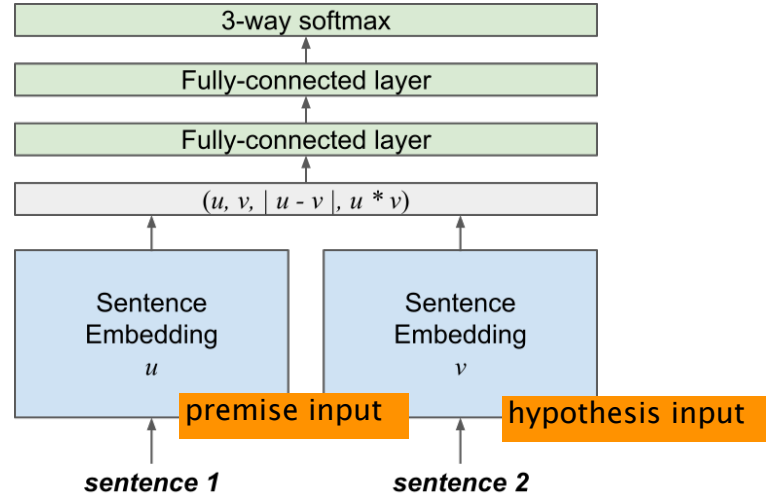 3-way softmax
Fully-connected layer
Fully-connected layer
(u, v, | u - v |, u * v)
Sentence
Embedding
u
premise input
Sentence
Embedding
v
hypothesis input
sentence 1
sentence 2